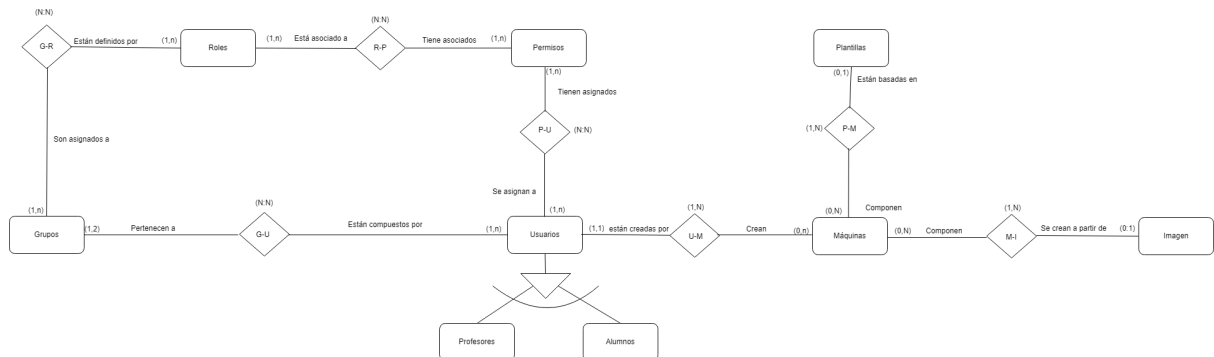 (N:N)
G-R
Están definidos por
(1,n)
Roles
(1,n)
Está asociado a
(N:N)
R-P
Tiene asociados
(1,n)
Permisos
(1,n)
Plantillas
(0,1)
Están basadas en
Tienen asignados
P-U
(N:N)
(1,N)
P-M
Son asignados a
Se asignan a
(1,n)
Grupos
(1,2)
Pertenecen a
(N:N)
G-U
Están compuestos por
(1,n)
(1,n)
Usuarios
(1,1)
están creadas por
(1,N)
U-M
Crean
(0,n)
(0,N)
Componen
Máquinas
(0,N)
Componen
(1,N)
M-I
Se crean a partir de
(0:1)
Imagen
Profesores
Alumnos